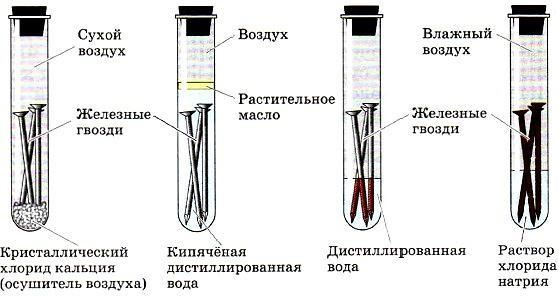 Сухой
воздух
Железные
гвозди
Кристаллический
хлорид кальция
(осушитель воздуха)
Воздух
Растительное
масло
Кипячёная
дистиллированная
вода
Железные
гвозди
Дистиллированная
вода
Влажный
воздух
Раствор
хлорида
натрия